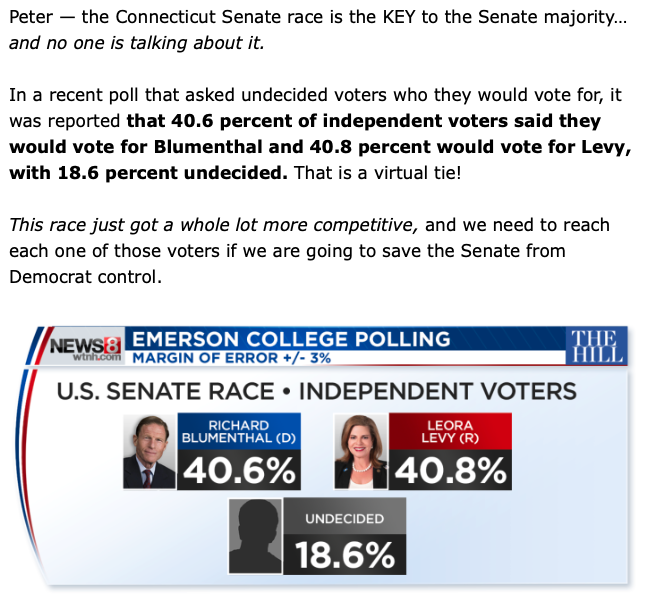 Peter — the Connecticut Senate race is the KEY to the Senate majority...
and no one is talking about it.
In a recent poll that asked undecided voters who they would vote for, it
was reported that 40.6 percent of independent voters said they
would vote for Blumenthal and 40.8 percent would vote for Levy,
with 18.6 percent undecided. That is a virtual tie!
This race just got a whole lot more competitive, and we need to reach
each one of those voters if we are going to save the Senate from
Democrat control.
NEWS8
wtnh.com
EMERSON COLLEGE POLLING
MARGIN OF ERROR +/- 3%
THE
HILL
U.S. SENATE RACE • INDEPENDENT VOTERS
RICHARD
BLUMENTHAL (D)
40.6%
LEORA
LEVY (R)
40.8%
UNDECIDED
18.6%